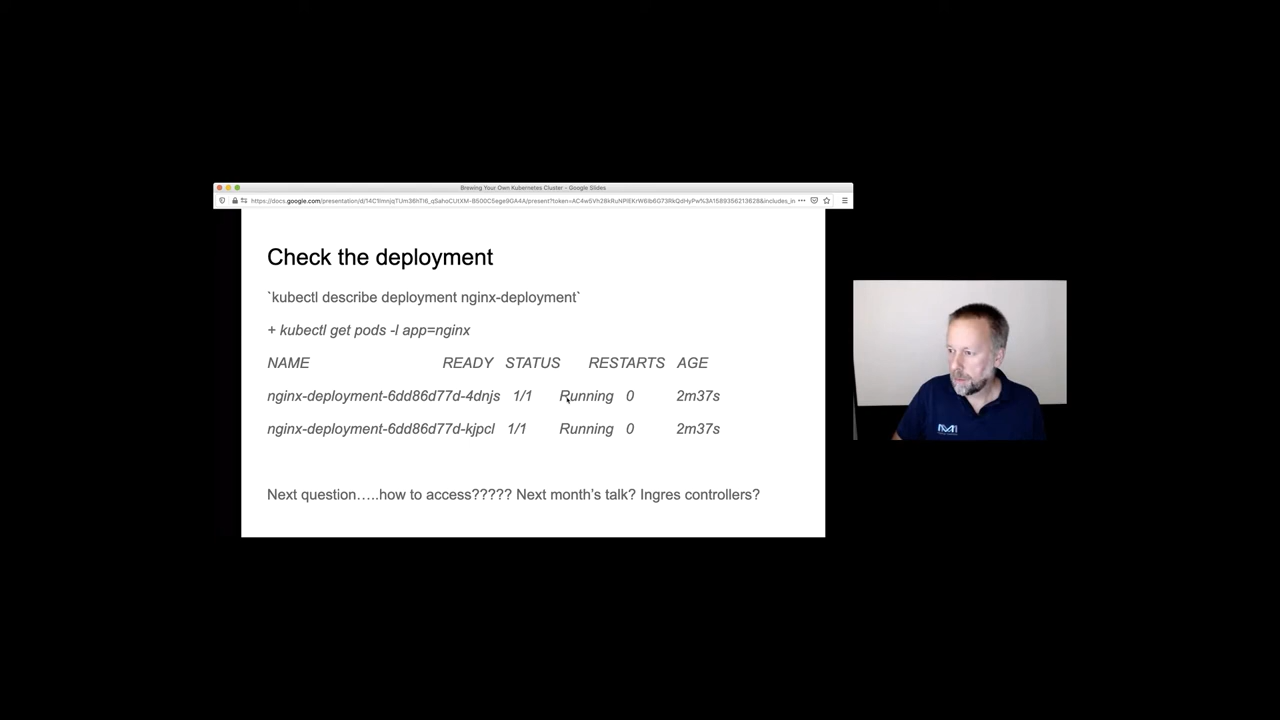 Brewing Your Own Kubernetes Cluster - Google Slides
Check the deployment
`kubectl describe deployment nginx-deployment`
+ kubectl get pods -l app=nginx
NAME READY STATUS RESTARTS AGE
nginx-deployment-6dd86d77d-4dnjs 1/1 Running 0 2m37s
nginx-deployment-6dd86d77d-kjpcl 1/1 Running 0 2m37s
Next question…..how to access????? Next month’s talk? Ingres controllers?